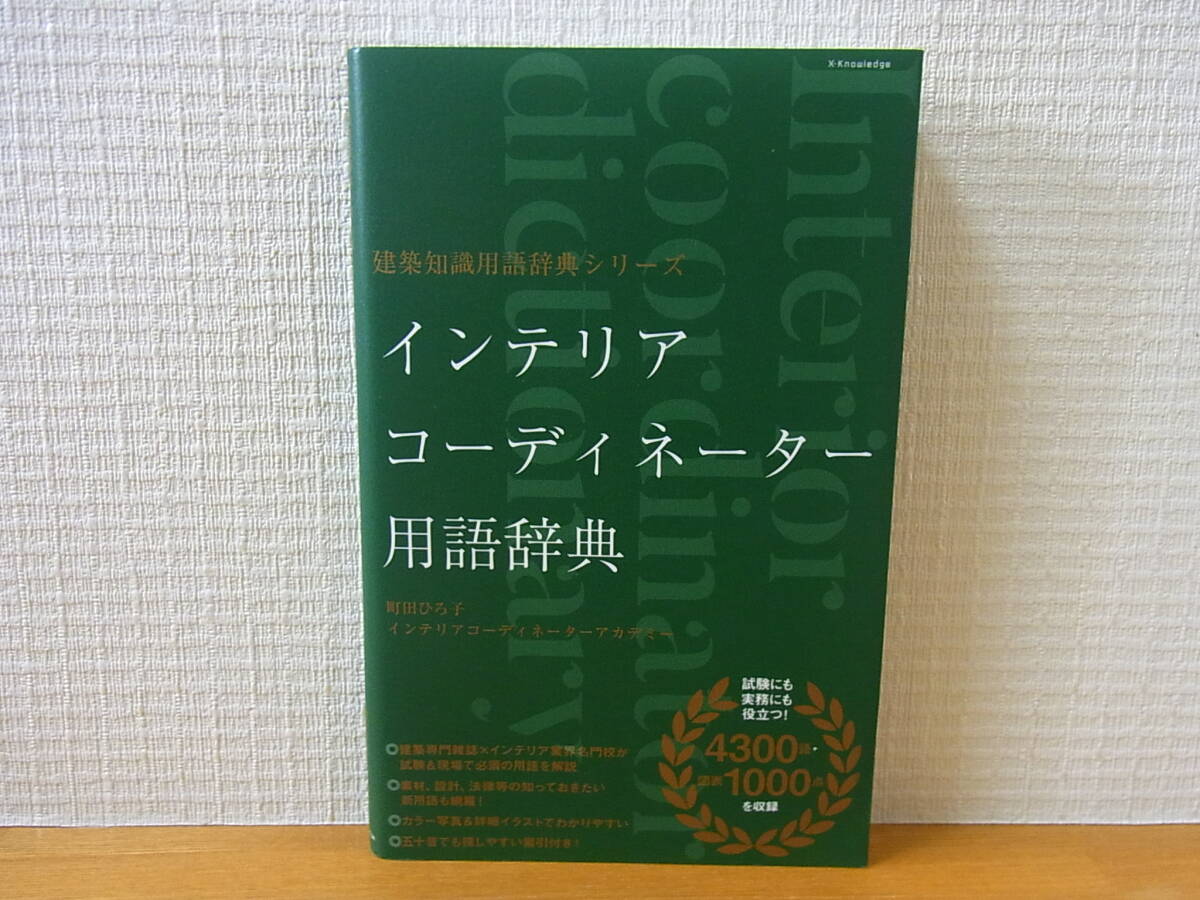 X-Knowledge
Interior
coordinator
dictionary
建築知識用語辞典シリーズ
インテリア
コーディネーター
用語辞典
町田ひろ子
インテリアコーディネーターアカデミー
試験にも
実務にも
役立つ!
4300語・
図表1000点
を収録
◎建築専門雑誌×インテリア業界名門校が
試験&現場で必須の用語を解説
◎素材、設計、法律等の知っておきたい
新用語も網羅!
◎カラー写真&詳細イラストでわかりやすい
◎五十音でも探しやすい索引付き!